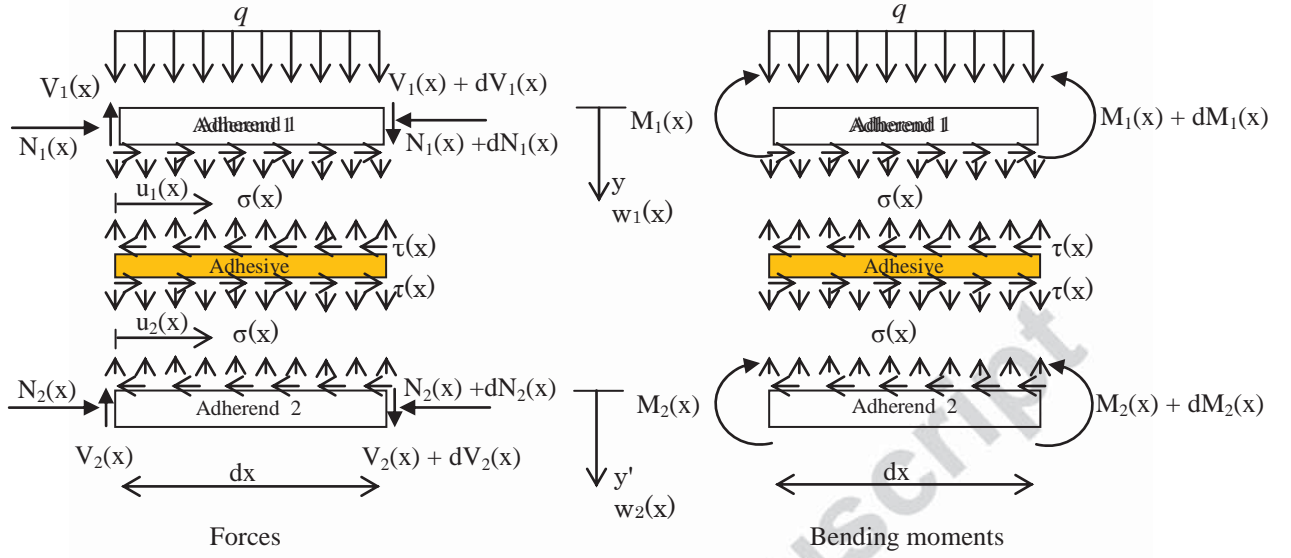 q
V1(x)
V1(x) + dV1(x)
Adherend 1
N1(x)
N1(x) +dN1(x)
u1(x)
σ(x)
y
w1(x)
τ(x)
Adhesive
τ(x)
u2(x)
σ(x)
N2(x)
N2(x) +dN2(x)
Adherend 2
V2(x)
V2(x) + dV2(x)
y'
w2(x)
dx
Forces
q
M1(x)
Adherend 1
M1(x) + dM1(x)
σ(x)
τ(x)
Adhesive
τ(x)
σ(x)
M2(x)
Adherend 2
M2(x) + dM2(x)
dx
Bending moments